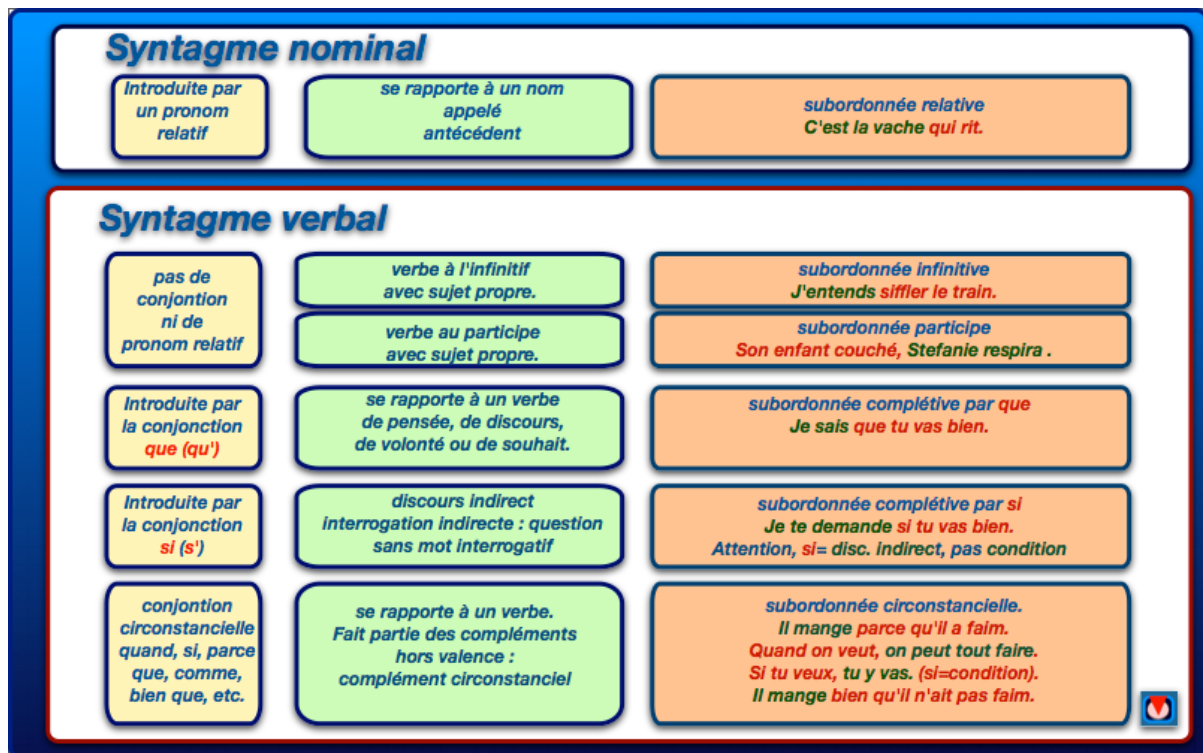 Syntagme nominal
Introduite par
un pronom
relatif
se rapporte à un nom
appelé
antécédent
subordonnée relative
C'est la vache qui rit.
Syntagme verbal
pas de
conjontion
ni de
pronom relatif
verbe à l'infinitif
avec sujet propre.
subordonnée infinitive
J'entends siffler le train.
verbe au participe
avec sujet propre.
subordonnée participe
Son enfant couché, Stefanie respira .
Introduite par
la conjonction
que (qu')
se rapporte à un verbe
de pensée, de discours,
de volonté ou de souhait.
subordonnée complétive par que
Je sais que tu vas bien.
Introduite par
la conjonction
si (s')
discours indirect
interrogation indirecte : question
sans mot interrogatif
subordonnée complétive par si
Je te demande si tu vas bien.
Attention, si= disc. indirect, pas condition
conjontion
circonstancielle
quand, si, parce
que, comme,
bien que, etc.
se rapporte à un verbe.
Fait partie des compléments
hors valence :
complément circonstanciel
subordonnée circonstancielle.
Il mange parce qu'il a faim.
Quand on veut, on peut tout faire.
Si tu veux, tu y vas. (si=condition).
Il mange bien qu'il n'ait pas faim.